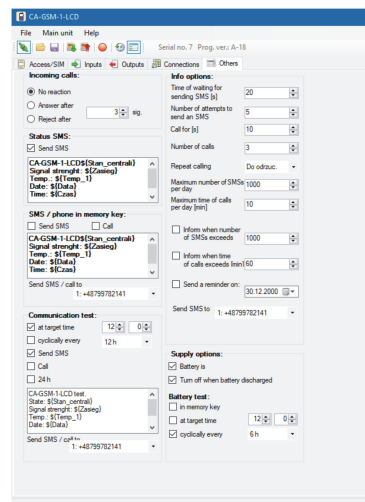 CA-GSM-1-LCD
File Main unit Help
Serial no. 7 Prog. ver.: A-18
Access/SIM Inputs Outputs Connections Others
Incoming calls:
No reaction
Answer after
Reject after
3 sig.
Status SMS:
Send SMS
CA-GSM-1-LCD${Stan_centrali}
Signal strenght: ${Zasieg}
Temp.: ${Temp_1}
Date: ${Data}
Time: ${Czas}
SMS / phone in memory key:
Send SMS Call
CA-GSM-1-LCD${Stan_centrali}
Signal strenght: ${Zasieg}
Temp.: ${Temp_1}
Date: ${Data}
Time: ${Czas}
Send SMS / call to
1: +48799782141
Communication test:
at target time 12 0
cyclically every 12 h
Send SMS
Call
24 h
CA-GSM-1-LCD test,
State: ${Stan_centrali}
Signal strenght: ${Zasieg}
Temp.: ${Temp_1}
Date: ${Data}
Send SMS / call to
1: +48799782141
Info options:
Time of waiting for
sending SMS [s] 20
Number of attempts to
send an SMS 5
Call for [s] 10
Number of calls 3
Repeat calling Do odrzuc.
Maximum number of SMSs
per day 1000
Maximum time of calls
per day [min] 10
Inform when number
of SMSs exceeds 1000
Inform when time
of calls exceeds [min] 60
Send a reminder on:
30.12.2000
Send SMS to 1: +48799782141
Supply options:
Battery is
Turn off when battery discharged
Battery test:
in memory key
at target time 12 0
cyclically every 6 h